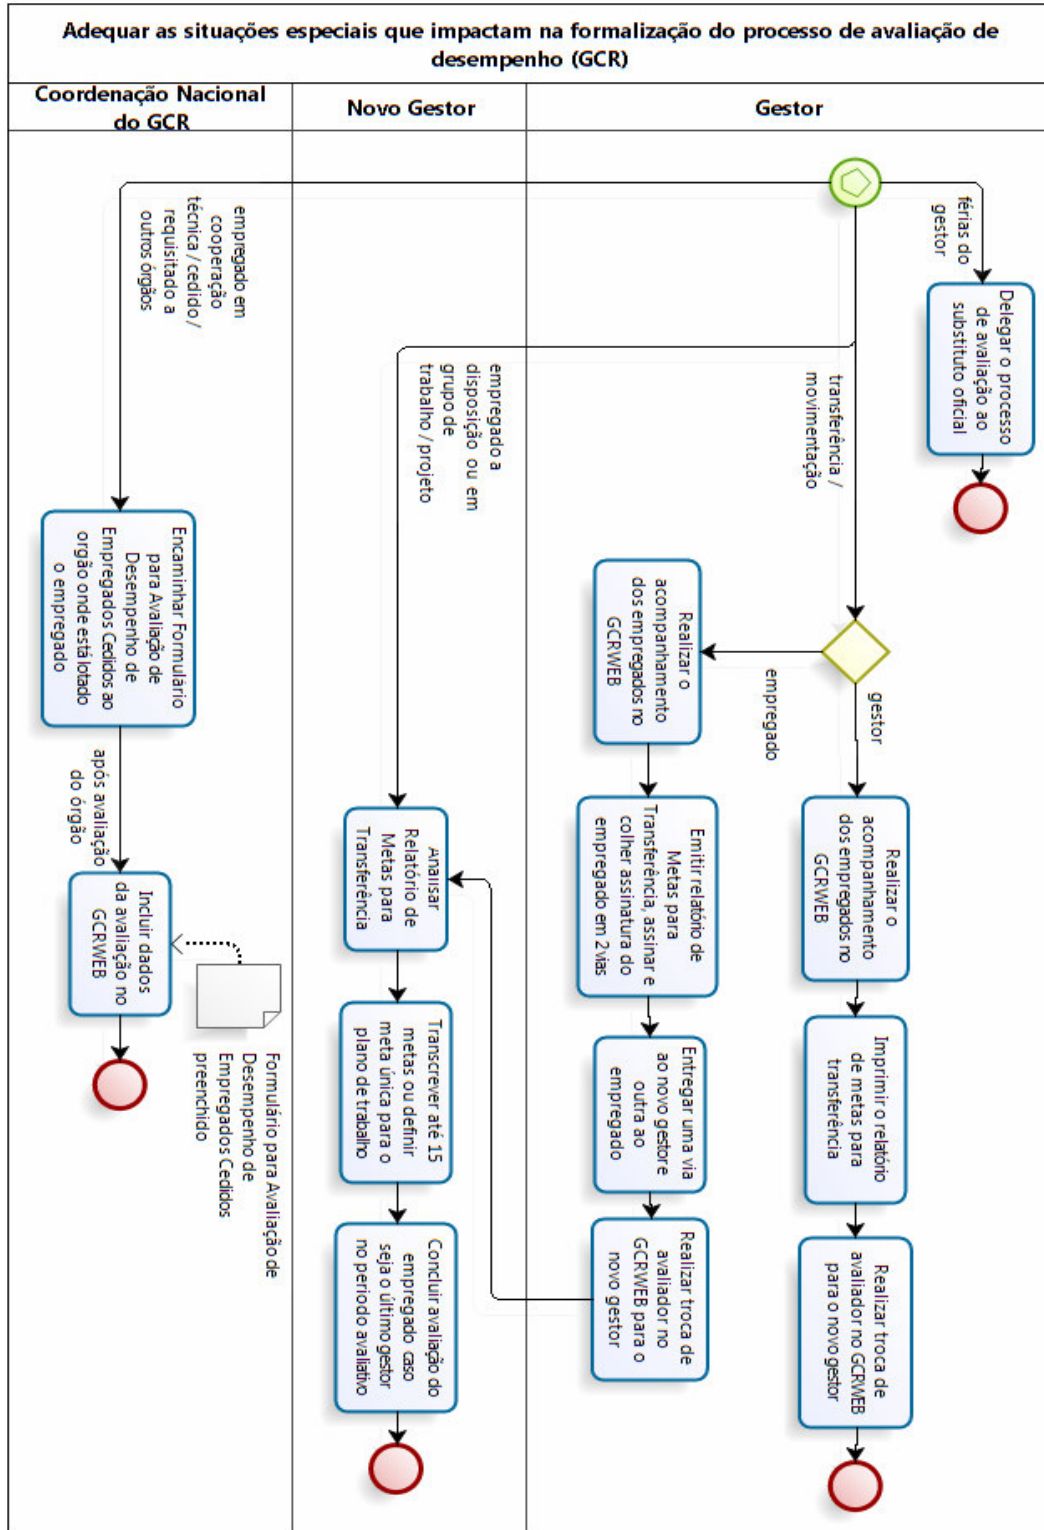 Adequar as situações especiais que impactam na formalização do processo de avaliação de
desempenho (GCR)
Coordenação Nacional
do GCR
Novo Gestor
Gestor
férias do
gestor
Delegar o processo
de avaliação ao
substituto oficial
transferência /
movimentação
gestor
Realizar o
acompanhamento
dos empregados no
GCRWEB
Imprimir o relatório
de metas para
transferência
Realizar troca de
avaliador no GCRWEB
para o novo gestor
empregado
Realizar o
acompanhamento
dos empregados no
GCRWEB
Emitir relatório de
Metas para
Transferência, assinar e
colher assinatura do
empregado em 2 vias
Entregar uma via
ao novo gestor e
outra ao
empregado
Realizar troca de
avaliador no
GCRWEB para o
novo gestor
empregado a
disposição ou em
grupo de
trabalho / projeto
Analisar
Relatório de
Metas para
Transferência
Transcrever até 15
metas ou definir
meta única para o
plano de trabalho
Concluir avaliação do
empregado caso
seja o último gestor
no periodo avaliativo
empregado em
cooperação
técnica / cedido /
requisitado a
outros órgãos
Encaminhar Formulário
para Avaliação de
Desempenho de
Empregados Cedidos ao
orgão onde está lotado
o empregado
após avaliação
do órgão
Incluir dados
da avaliação no
GCRWEB
Formulário para Avaliação de
Desempenho de
Empregados Cedidos
preenchido